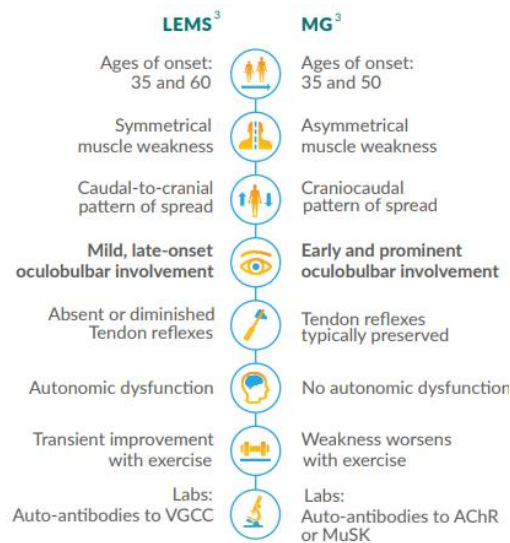 LEMS³ MG³
Ages of onset:
35 and 60
Ages of onset:
35 and 50
Symmetrical
muscle weakness
Asymmetrical
muscle weakness
Caudal-to-cranial
pattern of spread
Craniocaudal
pattern of spread
Mild, late-onset
oculobulbar involvement
Early and prominent
oculobulbar involvement
Absent or diminished
Tendon reflexes
Tendon reflexes
typically preserved
Autonomic dysfunction
No autonomic dysfunction
Transient improvement
with exercise
Weakness worsens
with exercise
Labs:
Auto-antibodies to VGCC
Labs:
Auto-antibodies to AChR
or MuSK